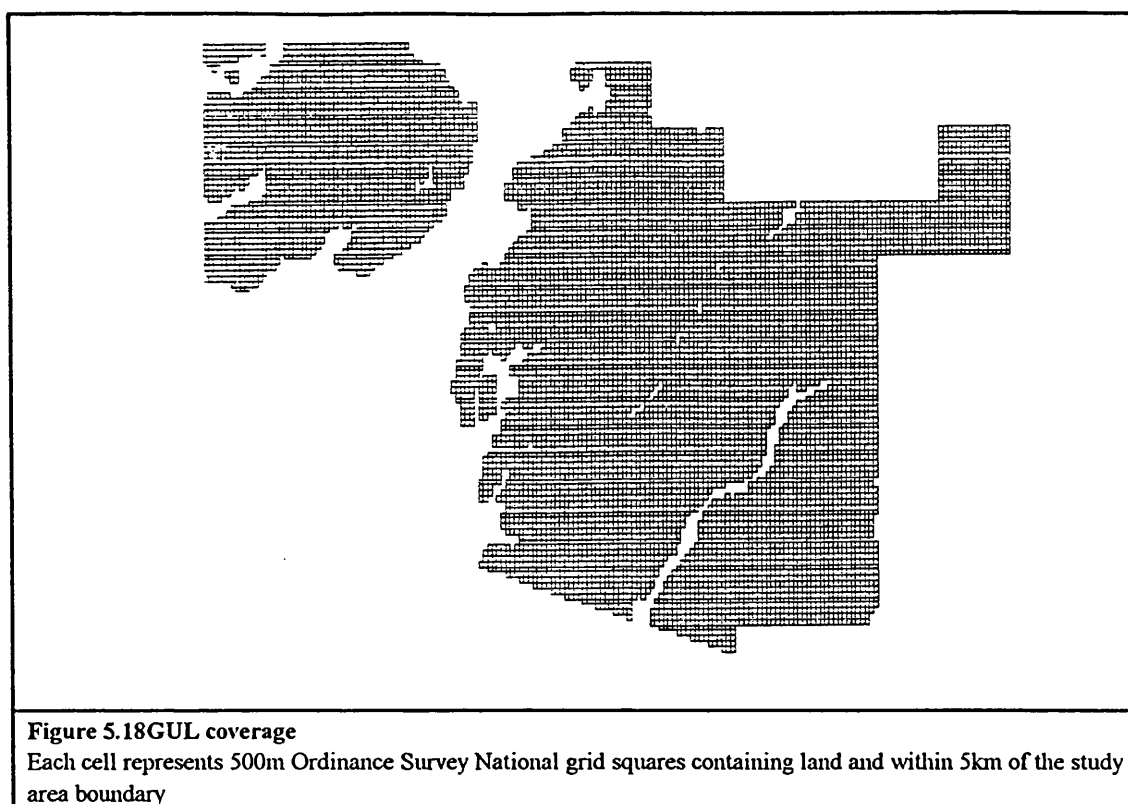 Figure 5.18GUL coverage
Each cell represents 500m Ordinance Survey National grid squares containing land and within 5km of the study
area boundary